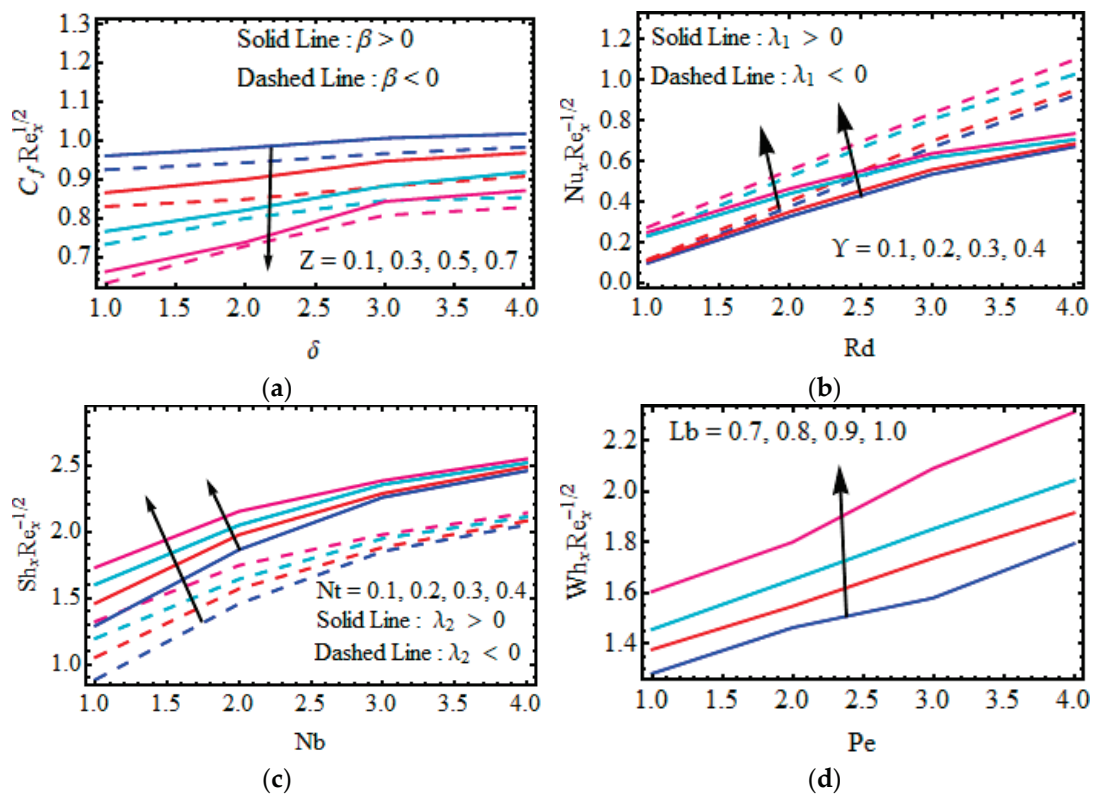 Solid Line : β > 0
Dashed Line : β < 0
Z = 0.1, 0.3, 0.5, 0.7
C_f Re_x^{1/2}
1.3
1.2
1.1
1.0
0.9
0.8
0.7
1.0 1.5 2.0 2.5 3.0 3.5 4.0
δ
(a)
Solid Line : λ₁ > 0
Dashed Line : λ₁ < 0
ϒ = 0.1, 0.2, 0.3, 0.4
Nu_x Re_x^{-1/2}
1.2
1.0
0.8
0.6
0.4
0.2
0.0
1.0 1.5 2.0 2.5 3.0 3.5 4.0
Rd
(b)
Nt = 0.1, 0.2, 0.3, 0.4
Solid Line : λ₂ > 0
Dashed Line : λ₂ < 0
Sh_x Re_x^{-1/2}
2.5
2.0
1.5
1.0
1.0 1.5 2.0 2.5 3.0 3.5 4.0
Nb
(c)
Lb = 0.7, 0.8, 0.9, 1.0
Wh_x Re_x^{-1/2}
2.2
2.0
1.8
1.6
1.4
1.0 1.5 2.0 2.5 3.0 3.5 4.0
Pe
(d)